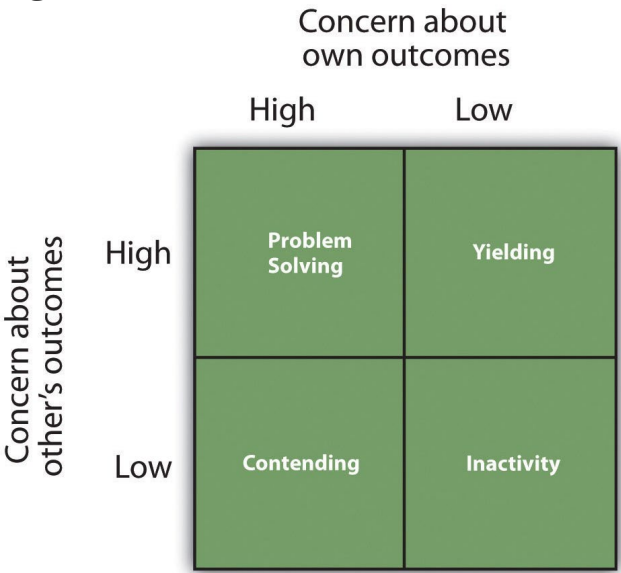 Concern about
own outcomes
High
Low
Concern about
other's outcomes
High
Problem
Solving
Yielding
Low
Contending
Inactivity